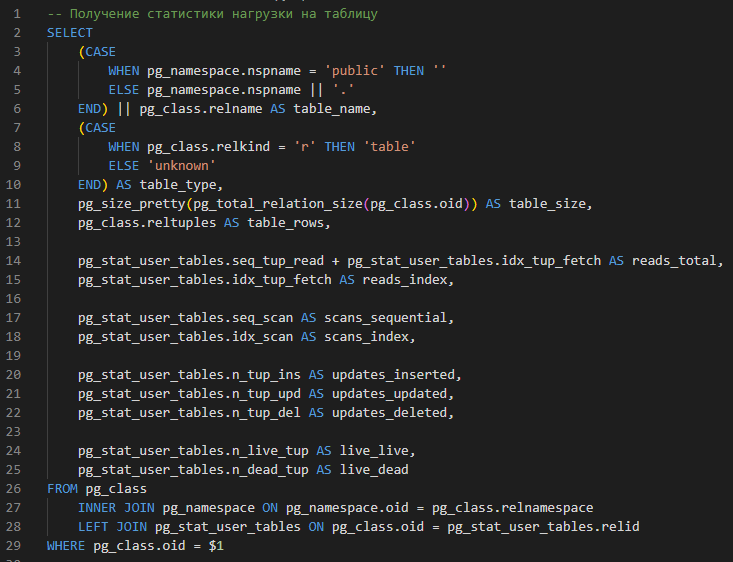 1 -- Получение статистики нагрузки на таблицу
2 SELECT
3 (CASE
4 WHEN pg_namespace.nspname = 'public' THEN ''
5 ELSE pg_namespace.nspname || '.'
6 END) || pg_class.relname AS table_name,
7 (CASE
8 WHEN pg_class.relkind = 'r' THEN 'table'
9 ELSE 'unknown'
10 END) AS table_type,
11 pg_size_pretty(pg_total_relation_size(pg_class.oid)) AS table_size,
12 pg_class.reltuples AS table_rows,
13
14 pg_stat_user_tables.seq_tup_read + pg_stat_user_tables.idx_tup_fetch AS reads_total,
15 pg_stat_user_tables.idx_tup_fetch AS reads_index,
16
17 pg_stat_user_tables.seq_scan AS scans_sequential,
18 pg_stat_user_tables.idx_scan AS scans_index,
19
20 pg_stat_user_tables.n_tup_ins AS updates_inserted,
21 pg_stat_user_tables.n_tup_upd AS updates_updated,
22 pg_stat_user_tables.n_tup_del AS updates_deleted,
23
24 pg_stat_user_tables.n_live_tup AS live_live,
25 pg_stat_user_tables.n_dead_tup AS live_dead
26 FROM pg_class
27 INNER JOIN pg_namespace ON pg_namespace.oid = pg_class.relnamespace
28 LEFT JOIN pg_stat_user_tables ON pg_class.oid = pg_stat_user_tables.relid
29 WHERE pg_class.oid = $1